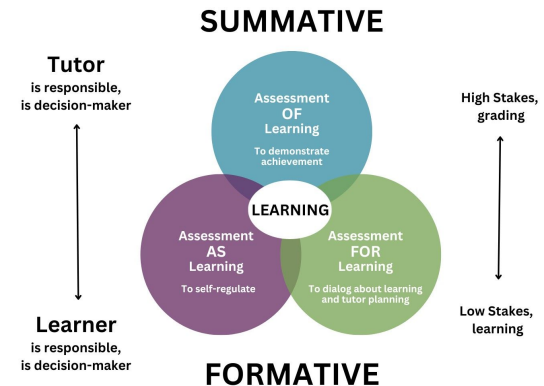 SUMMATIVE
Tutor
is responsible,
is decision-maker
High Stakes,
grading
Assessment
OF
Learning
To demonstrate
achievement
LEARNING
Assessment
AS
Learning
To self-regulate
Assessment
FOR
Learning
To dialog about learning
and tutor planning
Learner
is responsible,
is decision-maker
Low Stakes,
learning
FORMATIVE